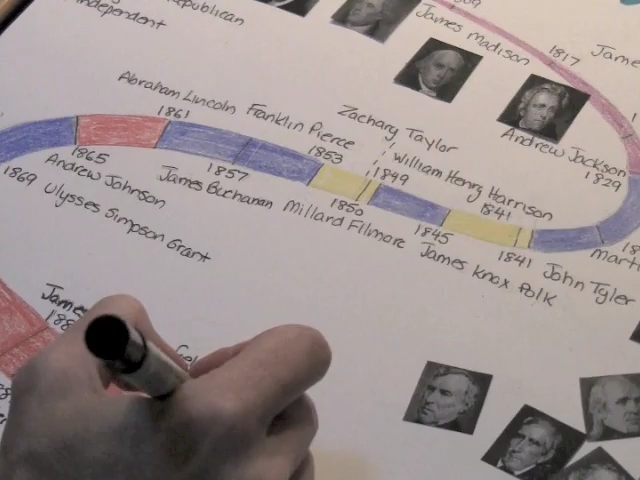 Republican
Independent
James Madison
1817
Jame
Abraham Lincoln
Franklin Pierce
Zachary Taylor
William Henry Harrison
Andrew Jackson
1829
1861
1853
1849
1841
1865
Andrew Johnson
1857
James Buchanan
1850
Millard Fillmore
1845
James Knox Polk
1841
John Tyler
Mart
1869
Ulysses Simpson Grant
James